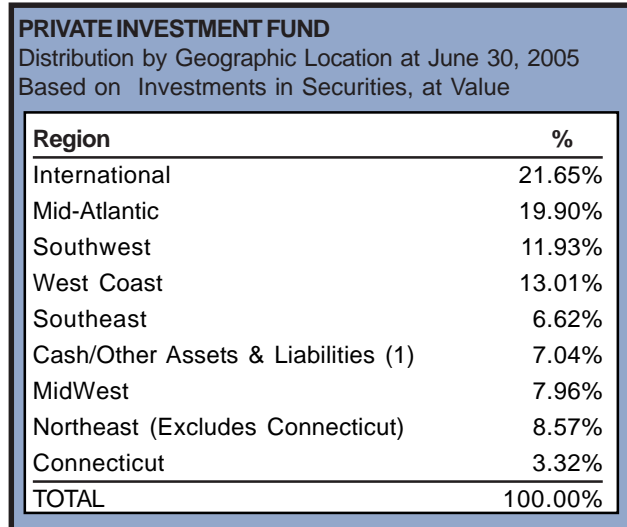 PRIVATE INVESTMENT FUND
Distribution by Geographic Location at June 30, 2005
Based on Investments in Securities, at Value
Region %
International 21.65%
Mid-Atlantic 19.90%
Southwest 11.93%
West Coast 13.01%
Southeast 6.62%
Cash/Other Assets & Liabilities (1) 7.04%
MidWest 7.96%
Northeast (Excludes Connecticut) 8.57%
Connecticut 3.32%
TOTAL 100.00%